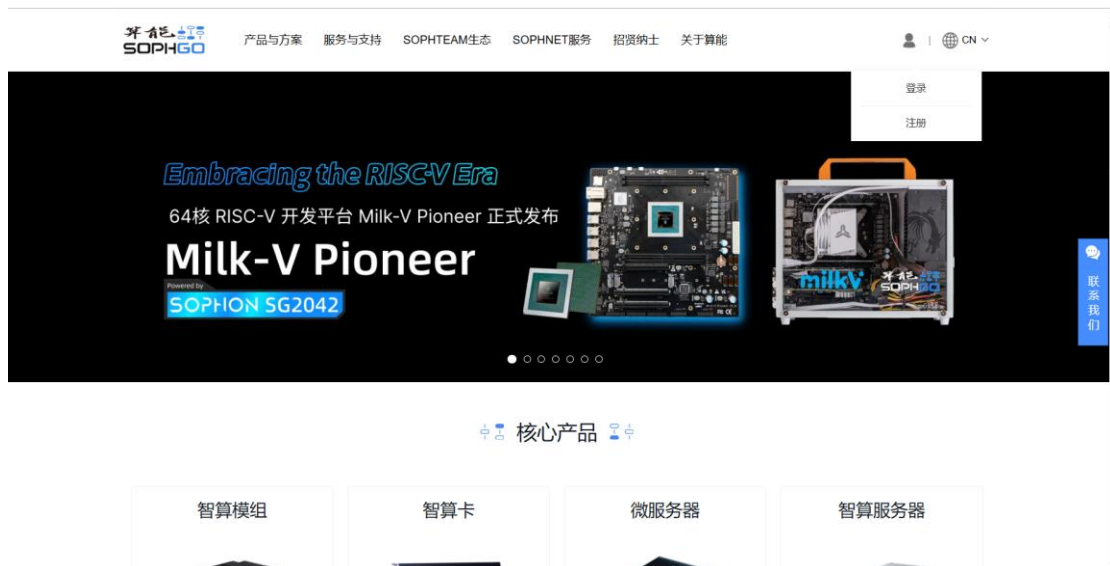 算能
SOPHGO
产品与方案 服务与支持 SOPHTEAM生态 SOPHNET服务 招贤纳士 关于算能 CN
登录
注册
Embracing the RISC-V Era
64核 RISC-V 开发平台 Milk-V Pioneer 正式发布
Milk-V Pioneer
Powered by
SOPHON SG2042
milkV
算能
SOPHGO
联系我们
核心产品
智算模组 智算卡 微服务器 智算服务器